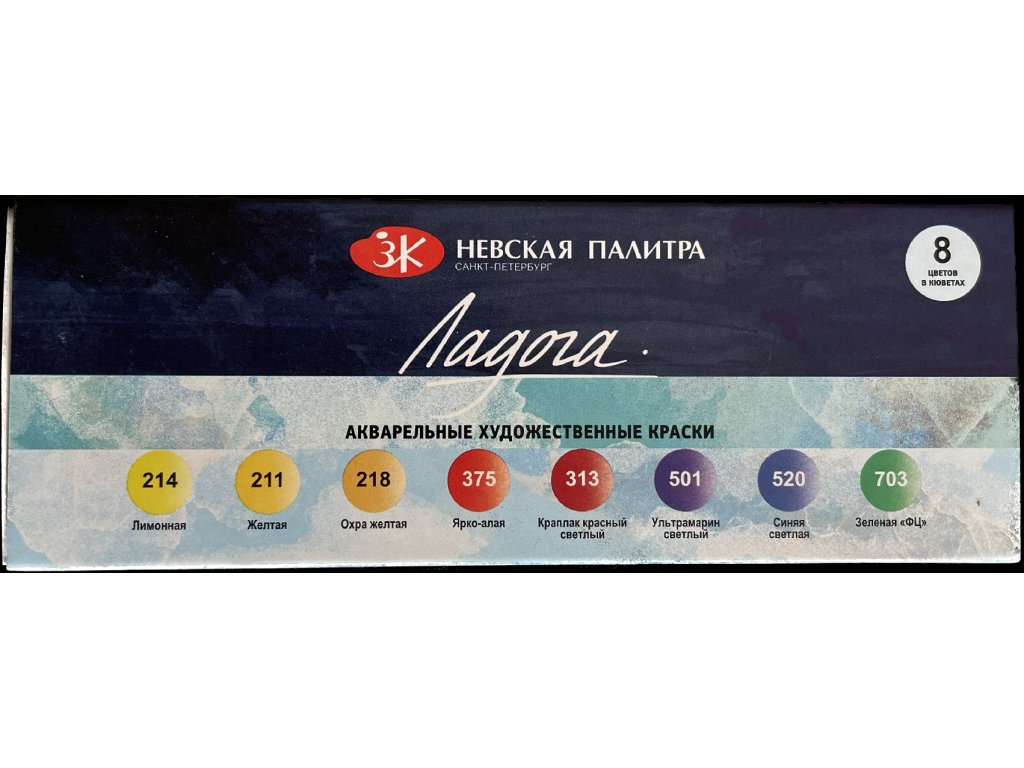 ЗК НЕВСКАЯ ПАЛИТРА
САНКТ-ПЕТЕРБУРГ
8
ЦВЕТОВ
В КЮВЕТАХ
Ладога
АКВАРЕЛЬНЫЕ ХУДОЖЕСТВЕННЫЕ КРАСКИ
214
Лимонная
211
Желтая
218
Охра желтая
375
Ярко-алая
313
Краплак красный
светлый
501
Ультрамарин
светлый
520
Синяя
светлая
703
Зеленая «ФЦ»